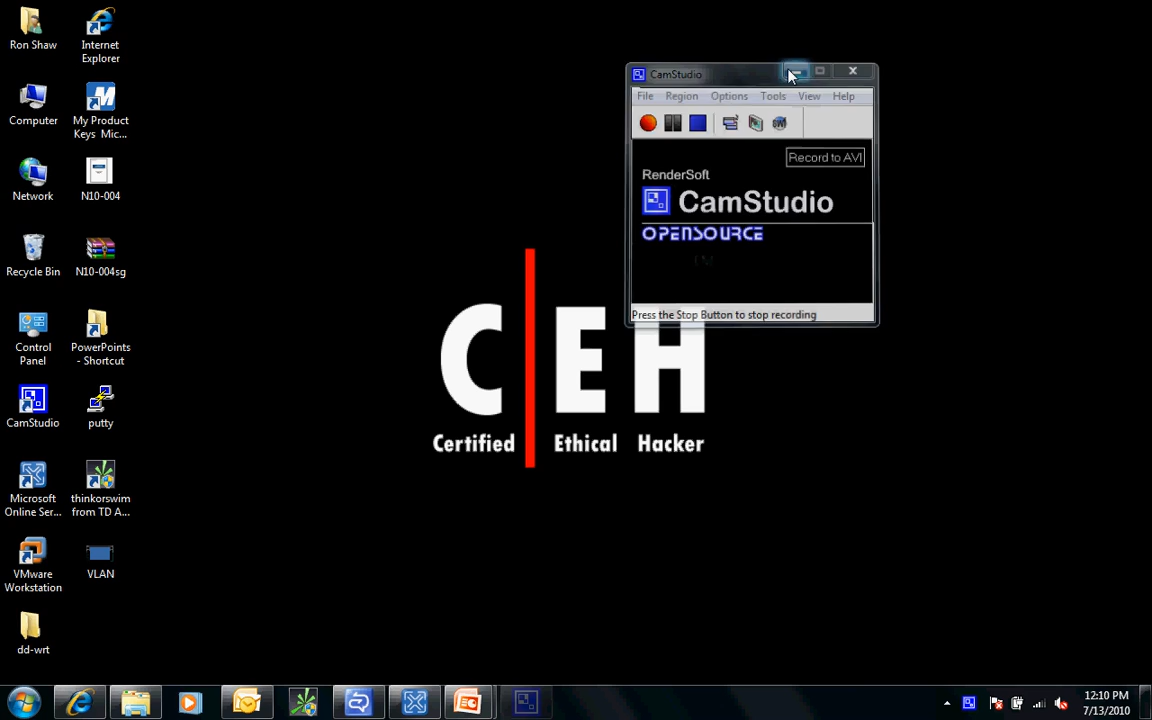 Ron Shaw
Internet
Explorer
Computer
My Product
Keys Mic...
Network
N10-004
Recycle Bin
N10-004sg
Control
Panel
PowerPoints
- Shortcut
CamStudio
putty
Microsoft
Online Ser...
thinkorswim
from TD A...
VMware
Workstation
VLAN
dd-wrt
CamStudio
File Region Options Tools View Help
Record to AVI
RenderSoft
CamStudio
OPENSOURCE
Press the Stop Button to stop recording
C EH
Certified Ethical Hacker
12:10 PM
7/13/2010